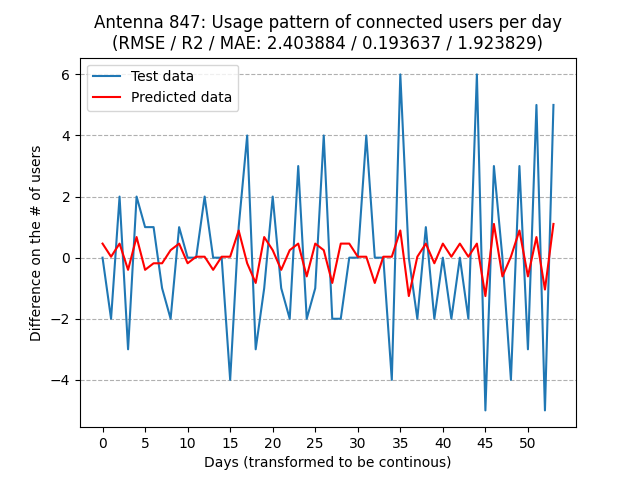 Antenna 847: Usage pattern of connected users per day
(RMSE / R2 / MAE: 2.403884 / 0.193637 / 1.923829)
Test data
Predicted data
6
4
2
0
−2
−4
Difference on the # of users
0 5 10 15 20 25 30 35 40 45 50
Days (transformed to be continous)